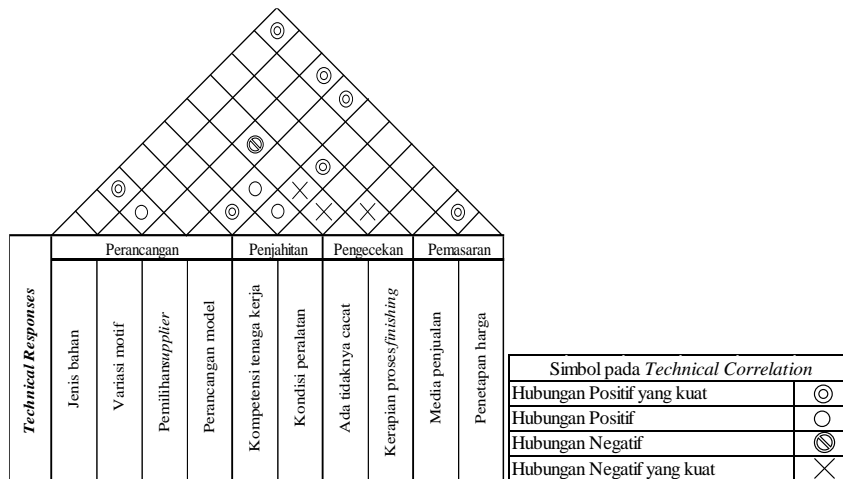 Perancangan
Penjahitan
Pengecekan
Pemasaran
Technical Responses
Jenis bahan
Variasi motif
Pemilihansupplier
Perancangan model
Kompetensi tenaga kerja
Kondisi peralatan
Ada tidaknya cacat
Kerapian prosesfinishing
Media penjualan
Penetapan harga
Simbol pada Technical Correlation
Hubungan Positif yang kuat
Hubungan Positif
Hubungan Negatif
Hubungan Negatif yang kuat